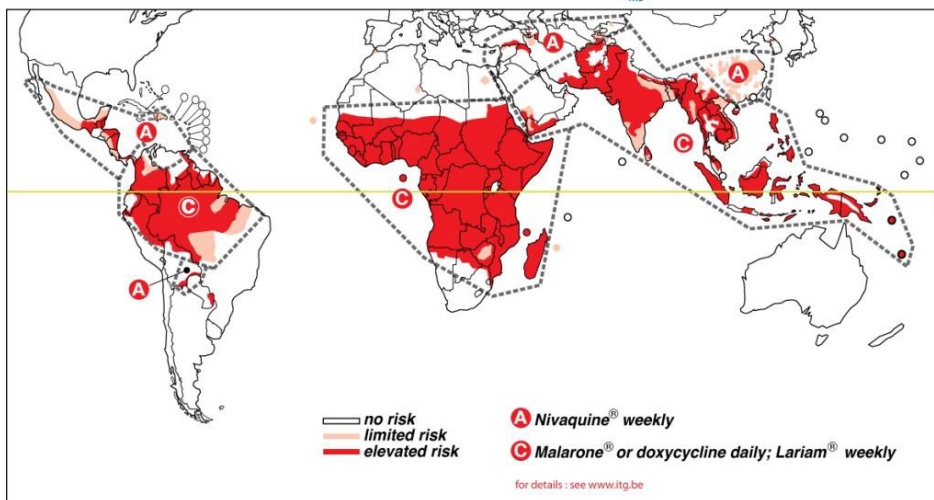 A
A
A
C
C
C
A
no risk
limited risk
elevated risk
A Nivaquine® weekly
C Malarone® or doxycycline daily; Lariam® weekly
for details : see www.itg.be